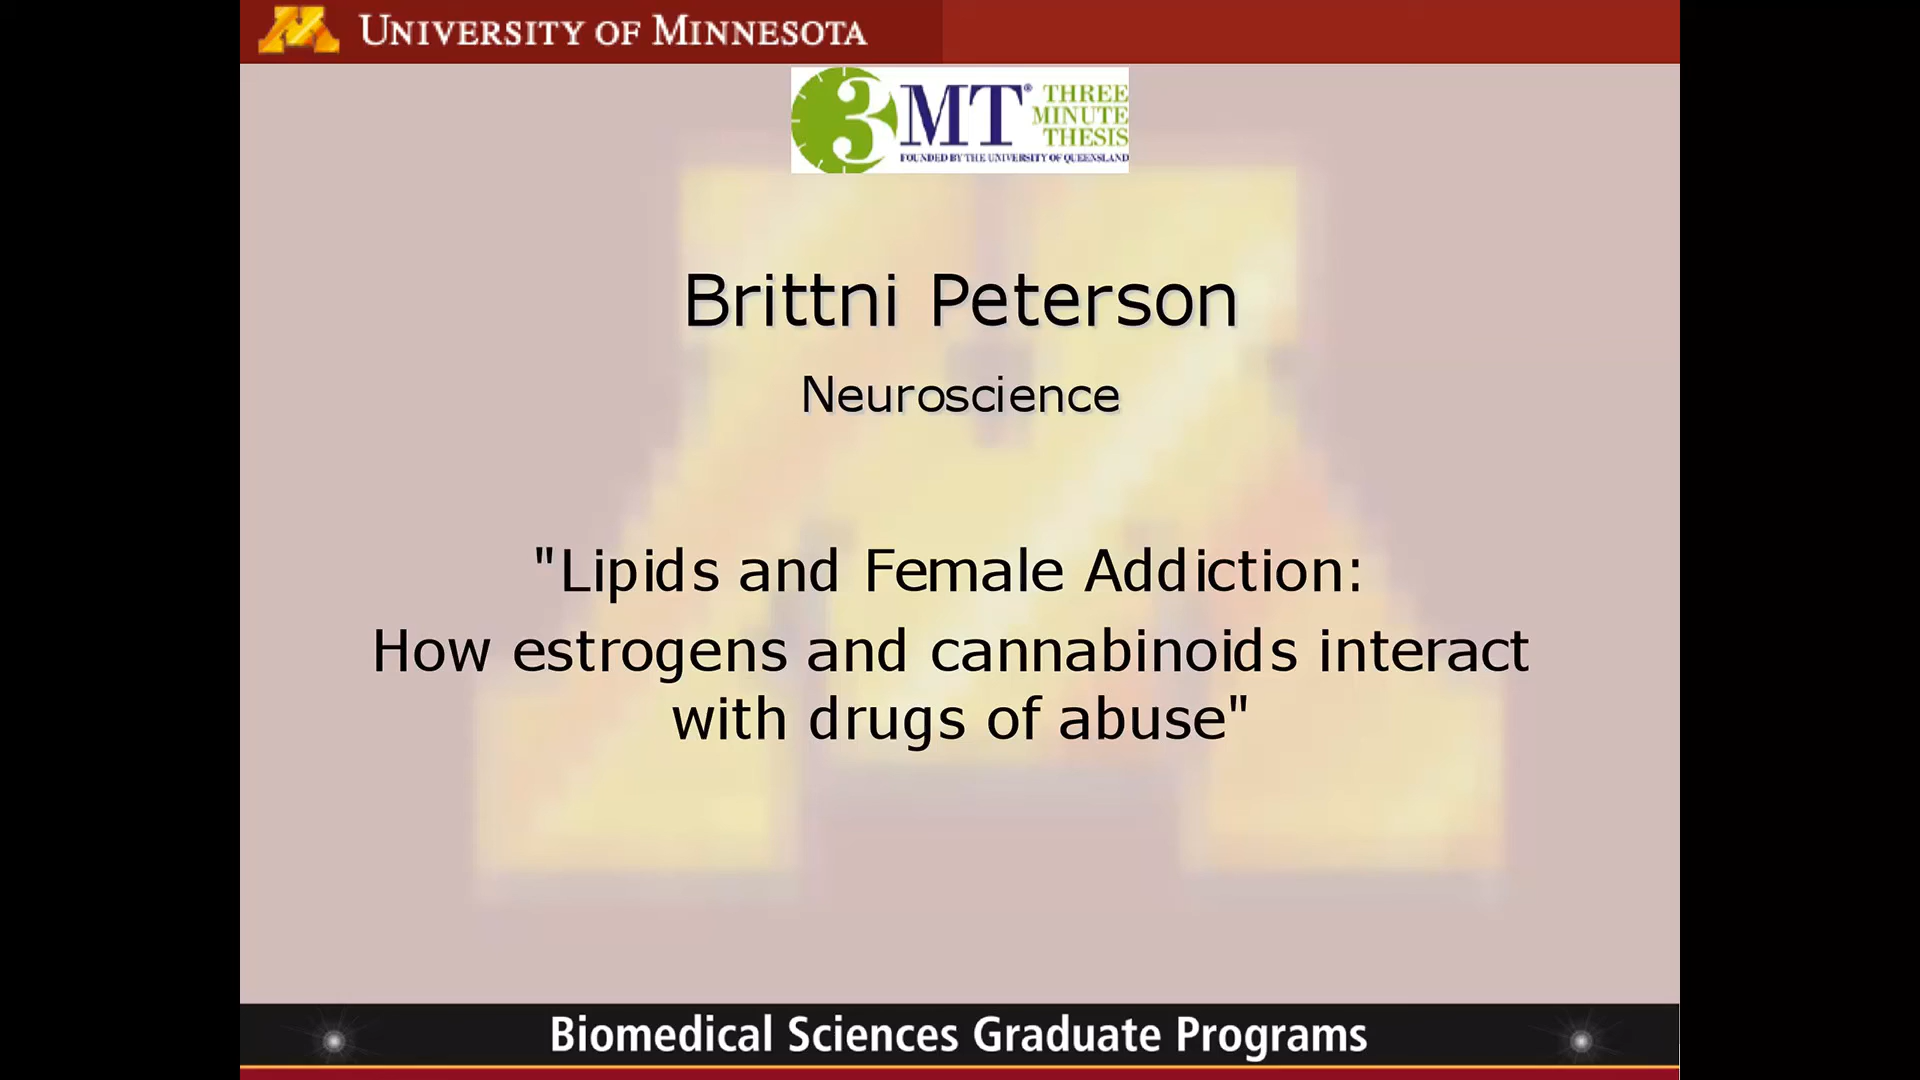 UNIVERSITY OF MINNESOTA
3MT® THREE
MINUTE
THESIS
FOUNDED BY THE UNIVERSITY OF QUEENSLAND
Brittni Peterson
Neuroscience
"Lipids and Female Addiction:
How estrogens and cannabinoids interact
with drugs of abuse"
Biomedical Sciences Graduate Programs